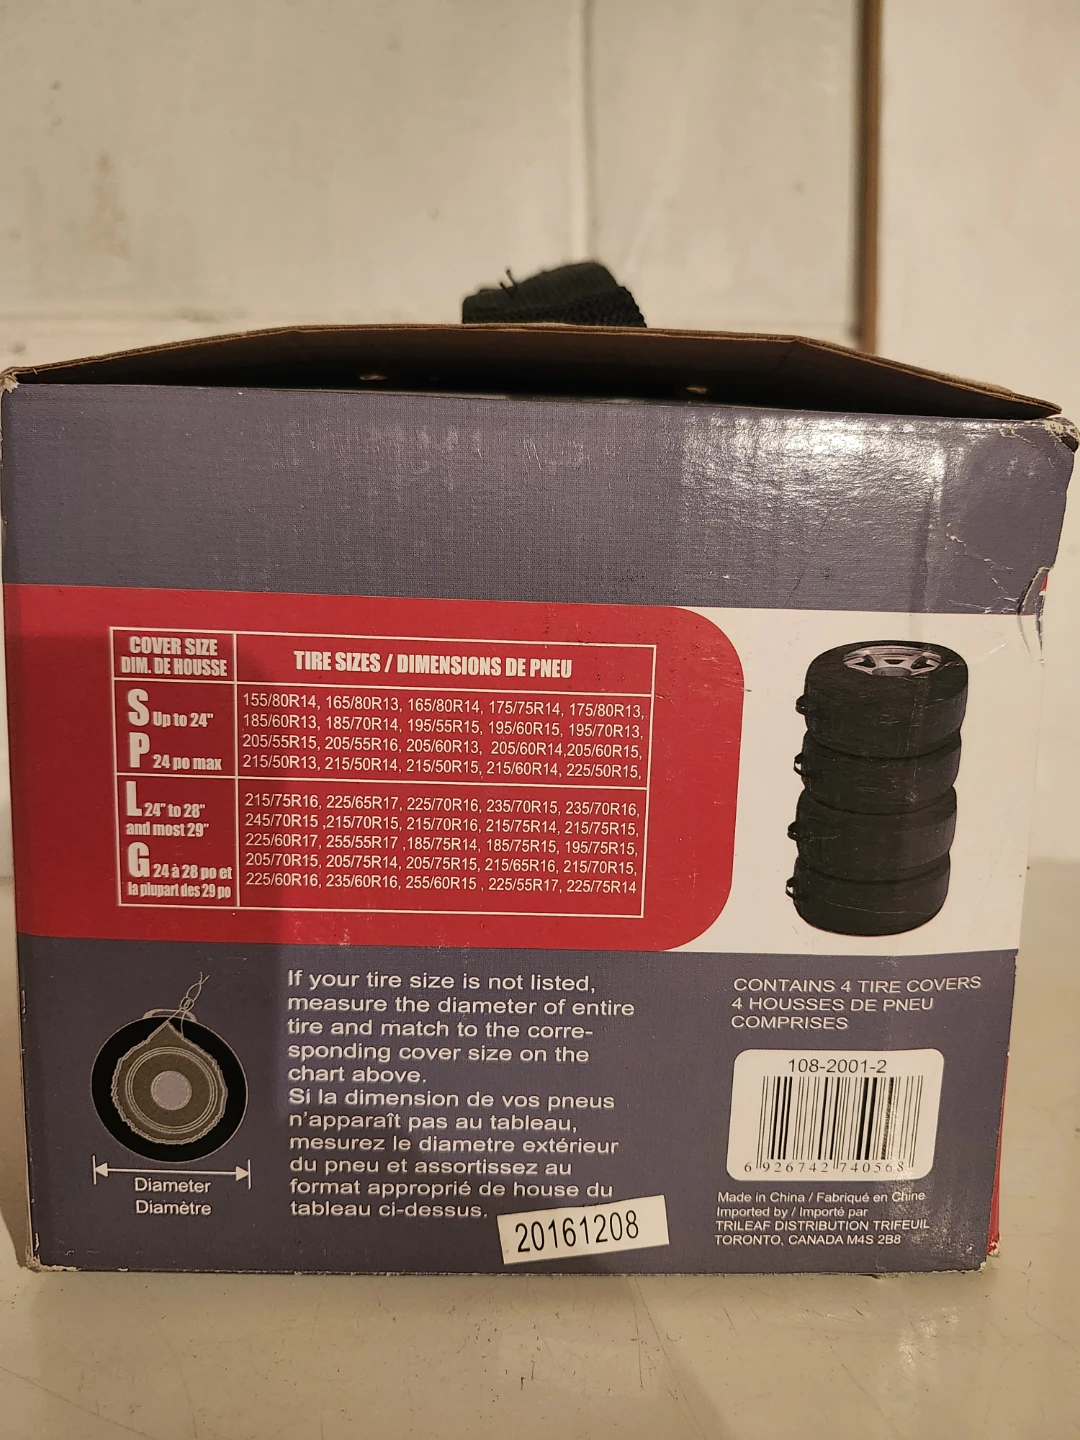 COVER SIZE
DIM. DE HOUSSE
TIRE SIZES / DIMENSIONS DE PNEU
S Up to 24"
P 24 po max
155/80R14, 165/80R13, 165/80R14, 175/75R14, 175/80R13,
185/60R13, 185/70R14, 195/55R15, 195/60R15, 195/70R13,
205/55R15, 205/55R16, 205/60R13, 205/60R14,205/60R15,
215/50R13, 215/50R14, 215/50R15, 215/60R14, 225/50R15,
L 24" to 28"
and most 29"
G 24 à 28 po et
la plupart des 29 po
215/75R16, 225/65R17, 225/70R16, 235/70R15, 235/70R16,
245/70R15 ,215/70R15, 215/70R16, 215/75R14, 215/75R15,
225/60R17, 255/55R17 ,185/75R14, 185/75R15, 195/75R15,
205/70R15, 205/75R14, 205/75R15, 215/65R16, 215/70R15,
225/60R16, 235/60R16, 255/60R15 , 225/55R17, 225/75R14
If your tire size is not listed,
measure the diameter of entire
tire and match to the corre-
sponding cover size on the
chart above.
Si la dimension de vos pneus
n'apparaît pas au tableau,
mesurez le diametre extérieur
du pneu et assortissez au
format approprié de house du
tableau ci-dessus.
Diameter
Diamètre
20161208
CONTAINS 4 TIRE COVERS
4 HOUSSES DE PNEU
COMPRISES
108-2001-2
6 926742 740568
Made in China / Fabriqué en Chine
Imported by / Importé par
TRILEAF DISTRIBUTION TRIFEUIL
TORONTO, CANADA M4S 2B8